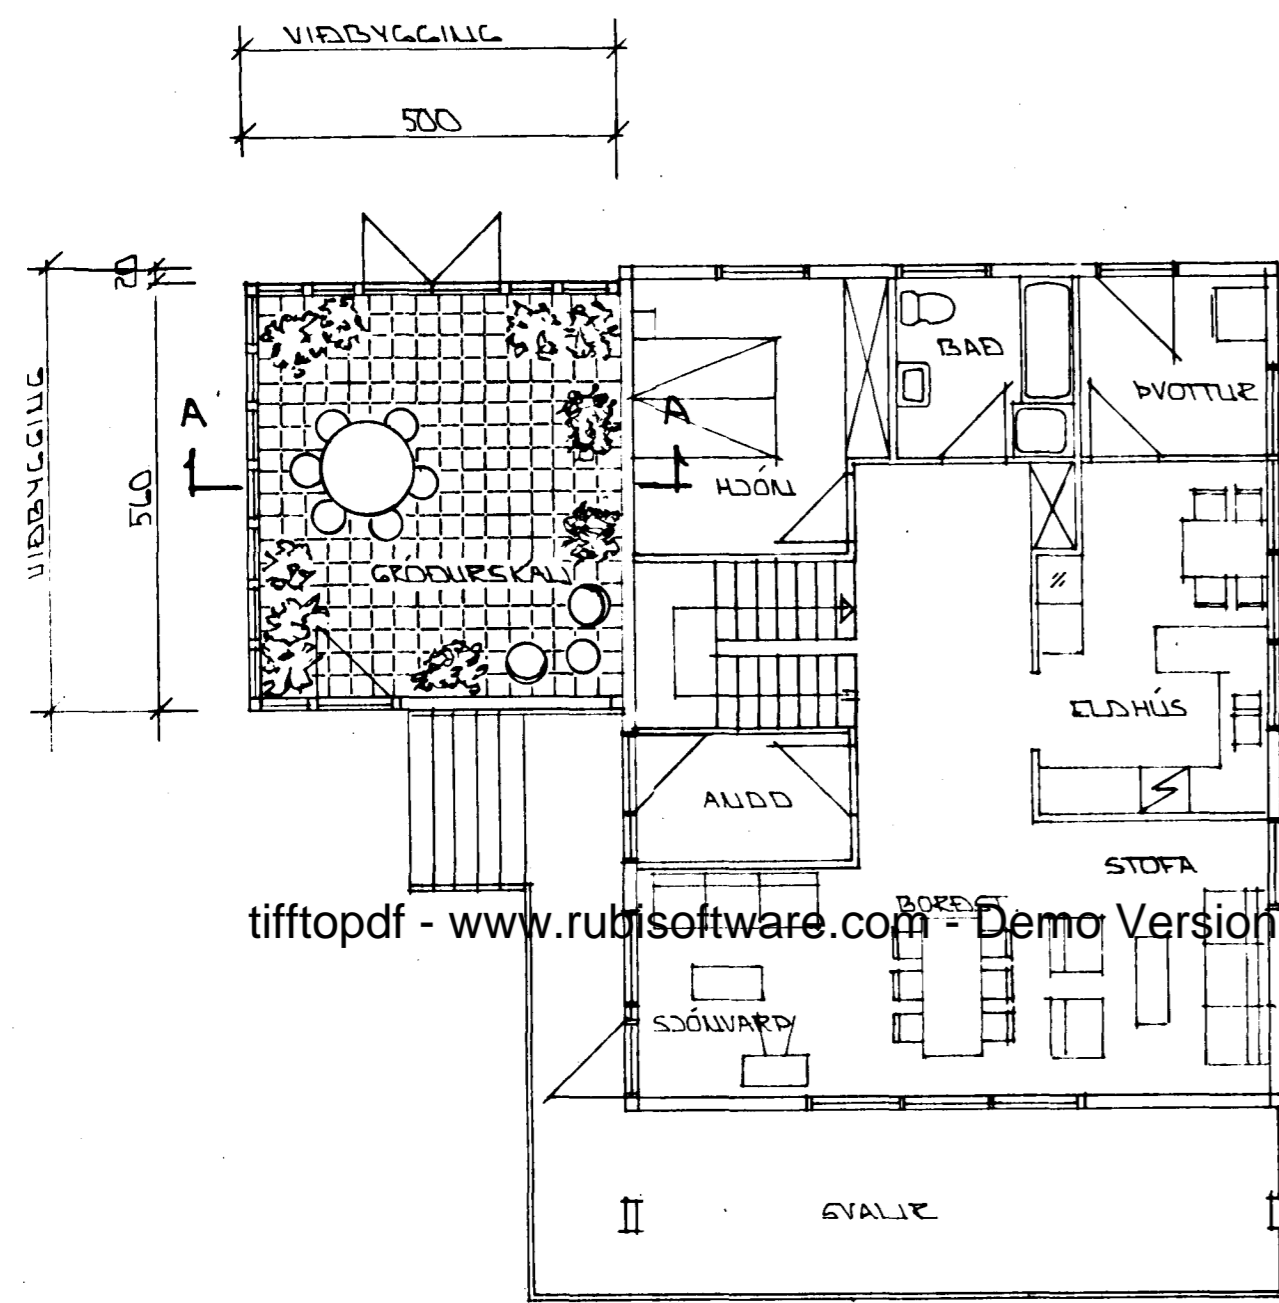 VIÐBYGGING
500
20
VIÐBYGGING
560
A
A
BAÐ
ÞVOTTUR
HJÓN
GRÓÐURSKÁLI
ELDHÚS
ANDD
STOFA
BORÐST
tifftopdf - www.rubisoftware.com - Demo Version
SJÓNVARP
SVALIR